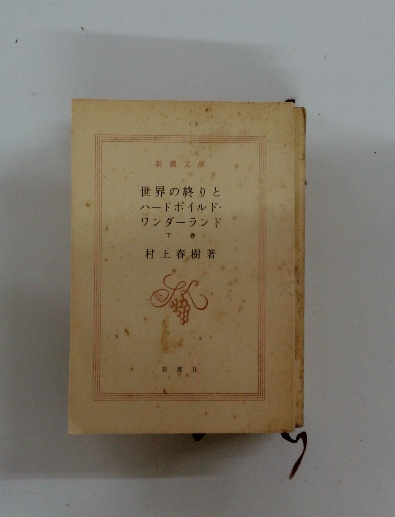 新潮文庫
世界の終りと
ハードボイルド・
ワンダーランド
下巻
村上春樹著
新潮社